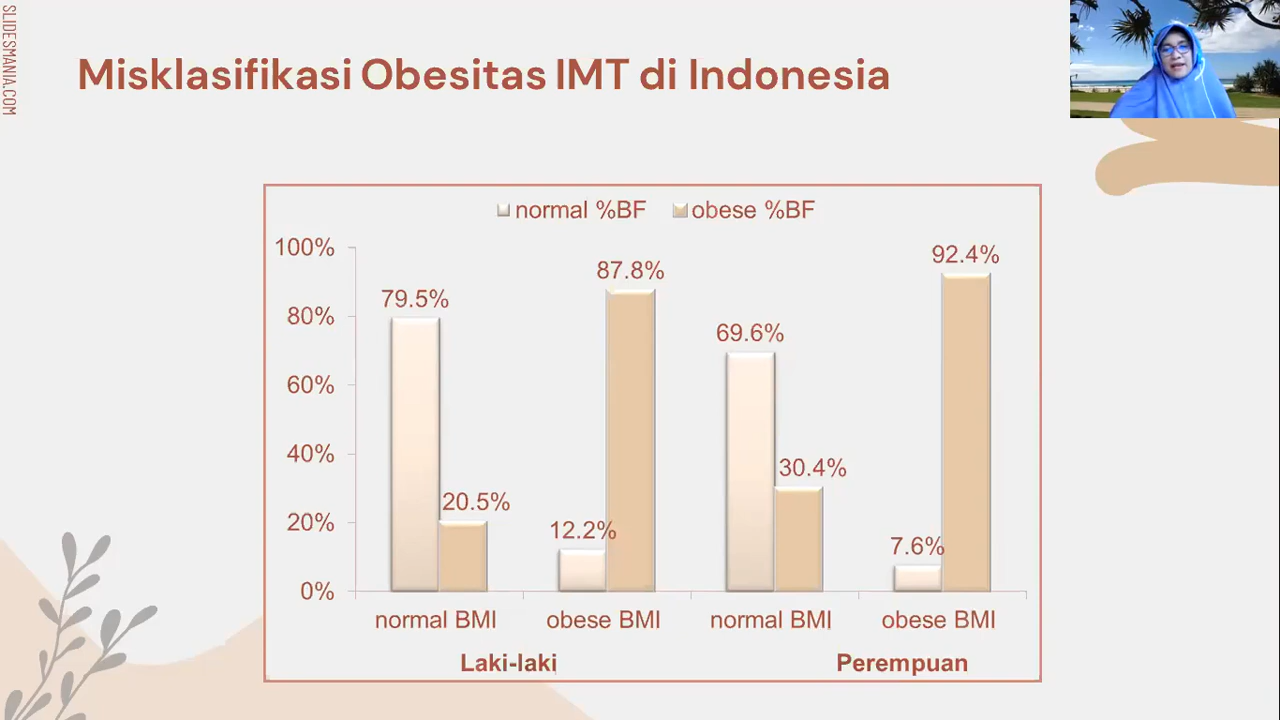 SLIDESMANIA.COM
Misklasifikasi Obesitas IMT di Indonesia
normal %BF obese %BF
100%
80%
60%
40%
20%
0%
79.5%
20.5%
12.2%
87.8%
69.6%
30.4%
7.6%
92.4%
normal BMI obese BMI normal BMI obese BMI
Laki-laki Perempuan